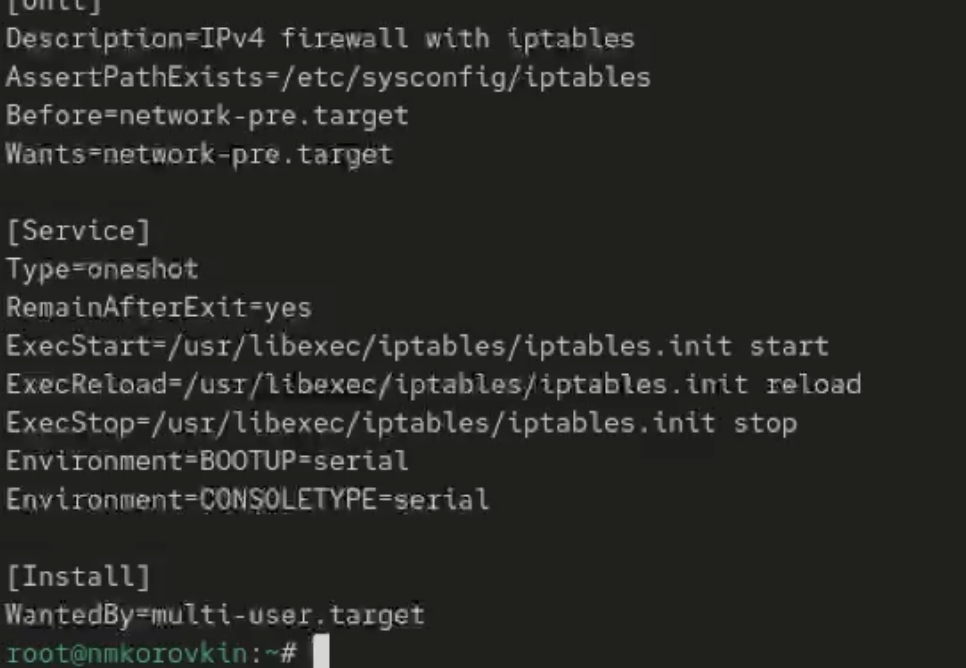 [Unit]
Description=IPv4 firewall with iptables
AssertPathExists=/etc/sysconfig/iptables
Before=network-pre.target
Wants=network-pre.target
[Service]
Type=oneshot
RemainAfterExit=yes
ExecStart=/usr/libexec/iptables/iptables.init start
ExecReload=/usr/libexec/iptables/iptables.init reload
ExecStop=/usr/libexec/iptables/iptables.init stop
Environment=BOOTUP=serial
Environment=CONSOLETYPE=serial
[Install]
WantedBy=multi-user.target
root@nmkorovkin:~#